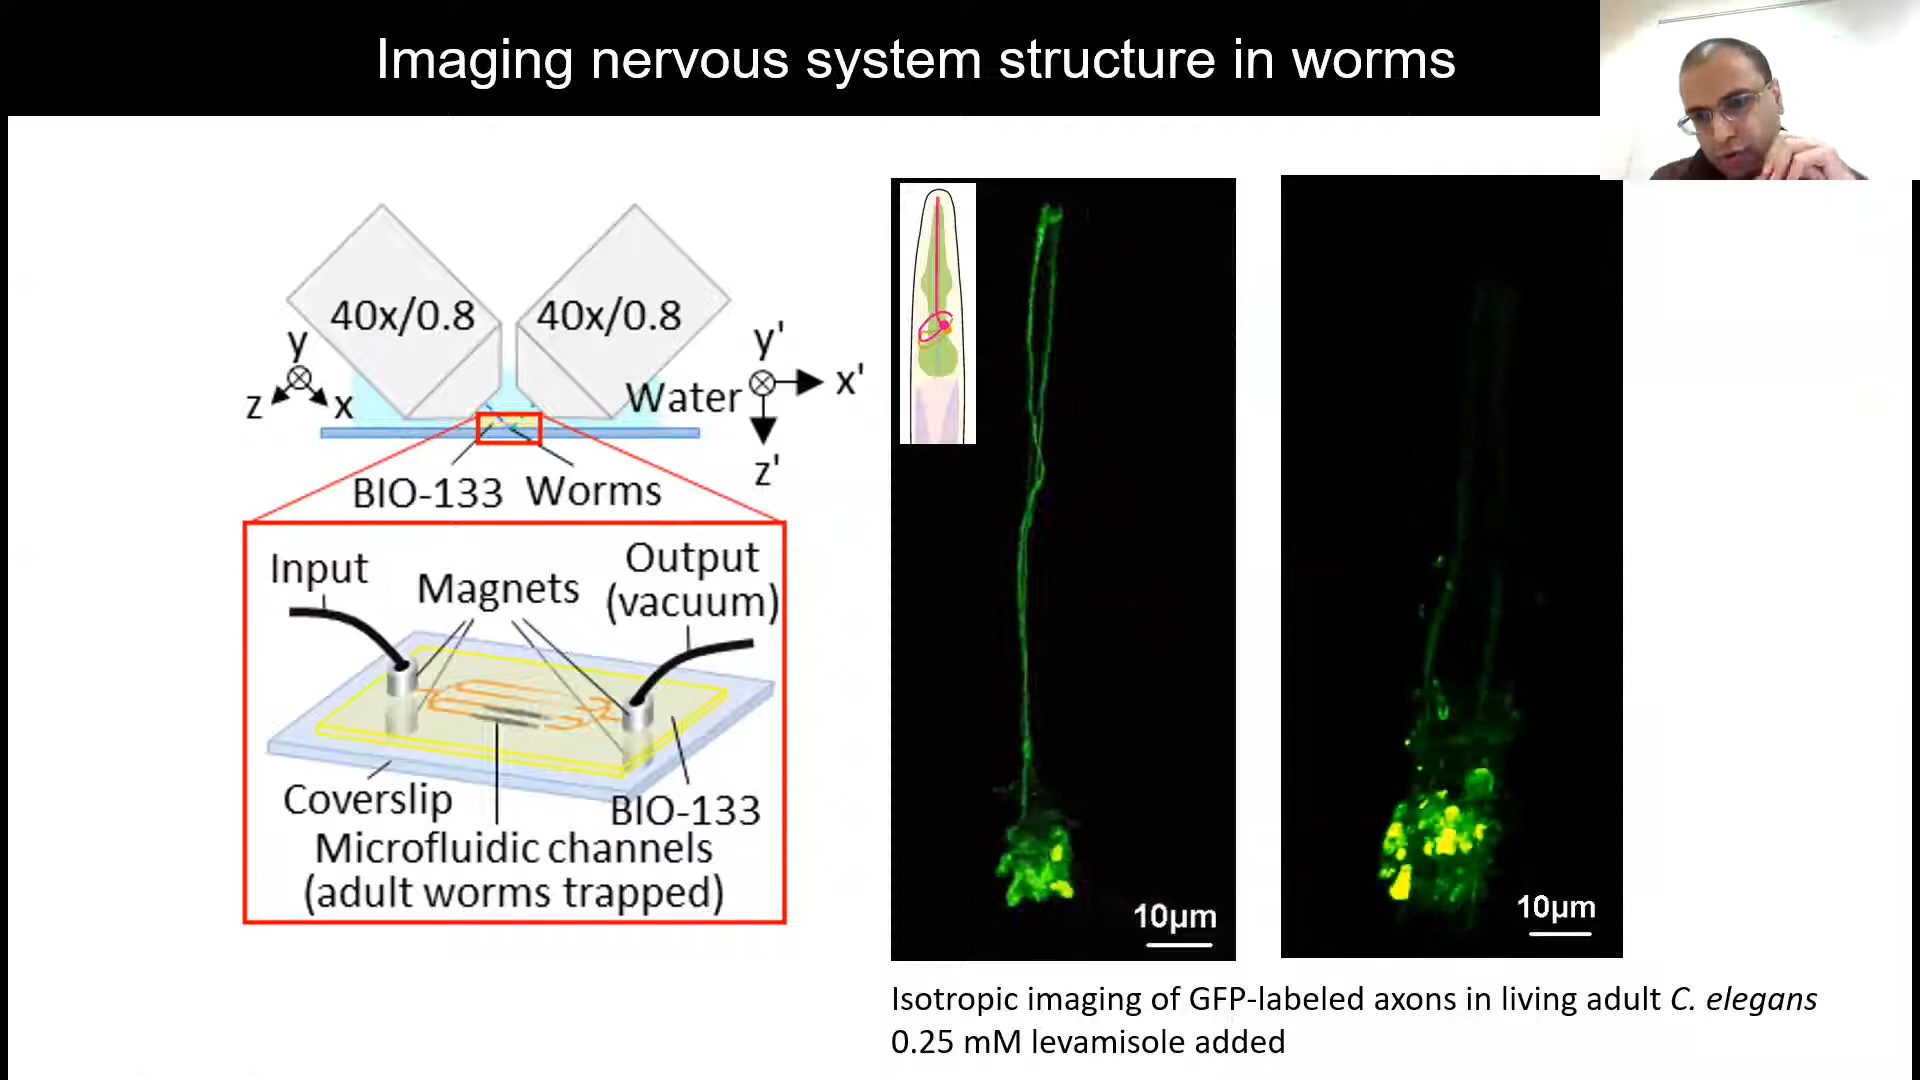 Imaging nervous system structure in worms
40x/0.8
40x/0.8
y
z
x
y'
x'
z'
Water
BIO-133
Worms
Input
Magnets
Output
(vacuum)
Coverslip
BIO-133
Microfluidic channels
(adult worms trapped)
10µm
10µm
Isotropic imaging of GFP-labeled axons in living adult C. elegans
0.25 mM levamisole added